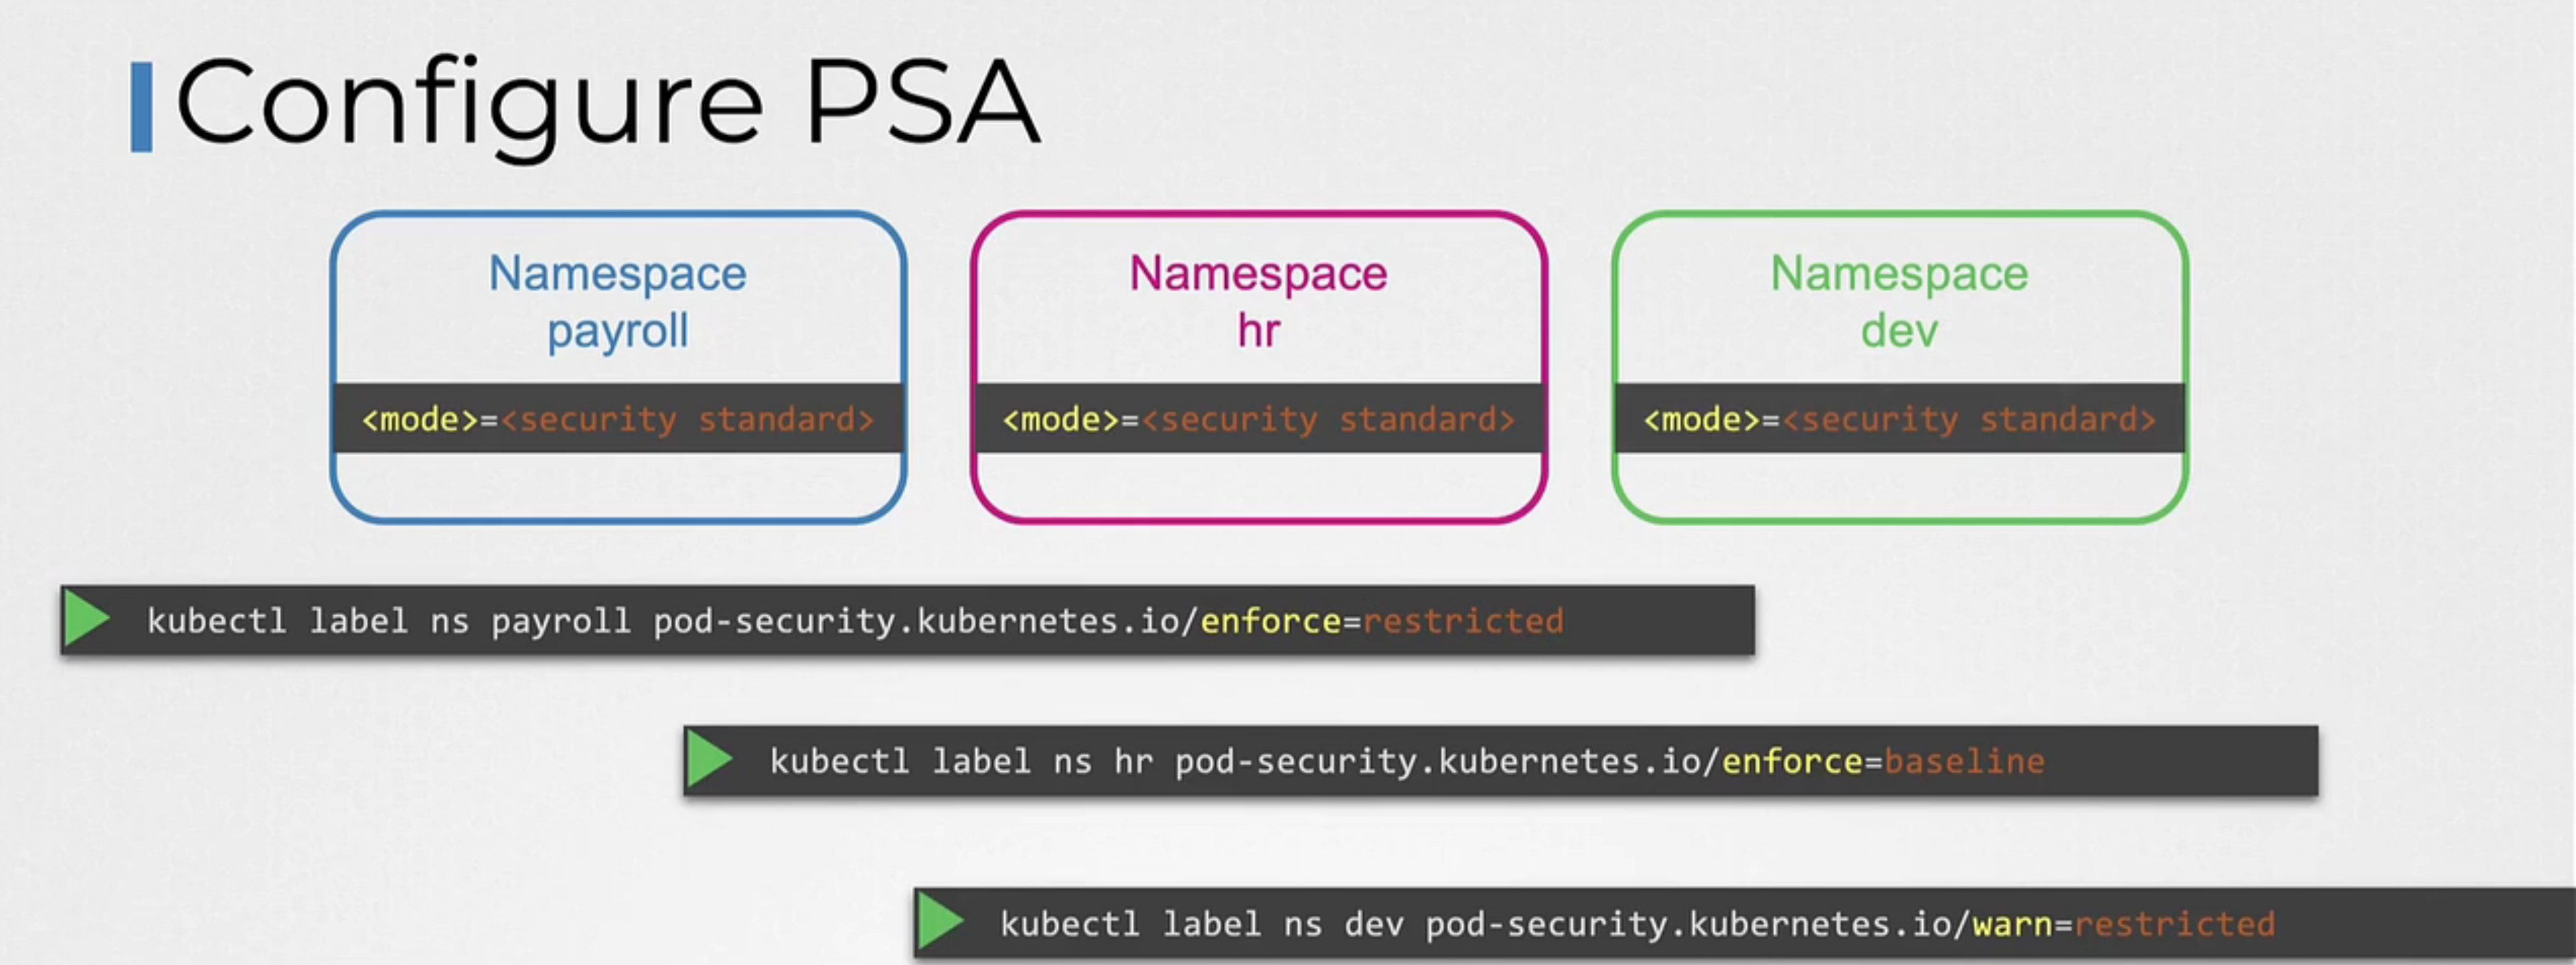 Configure PSA
Namespace
payroll
<mode>=<security standard>
Namespace
hr
<mode>=<security standard>
Namespace
dev
<mode>=<security standard>
kubectl label ns payroll pod-security.kubernetes.io/enforce=restricted
kubectl label ns hr pod-security.kubernetes.io/enforce=baseline
kubectl label ns dev pod-security.kubernetes.io/warn=restricted